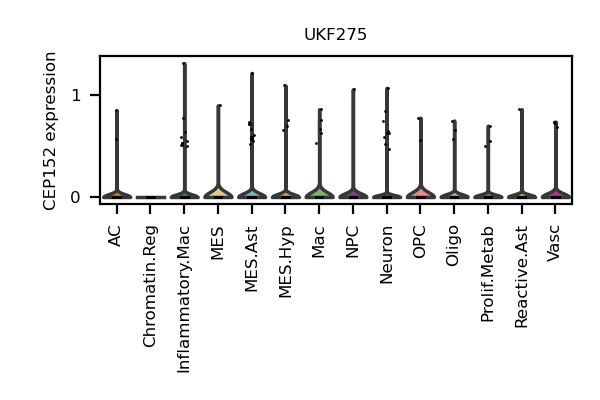 UKF275
CEP152 expression
1
0
AC
Chromatin.Reg
Inflammatory.Mac
MES
MES.Ast
MES.Hyp
Mac
NPC
Neuron
OPC
Oligo
Prolif.Metab
Reactive.Ast
Vasc